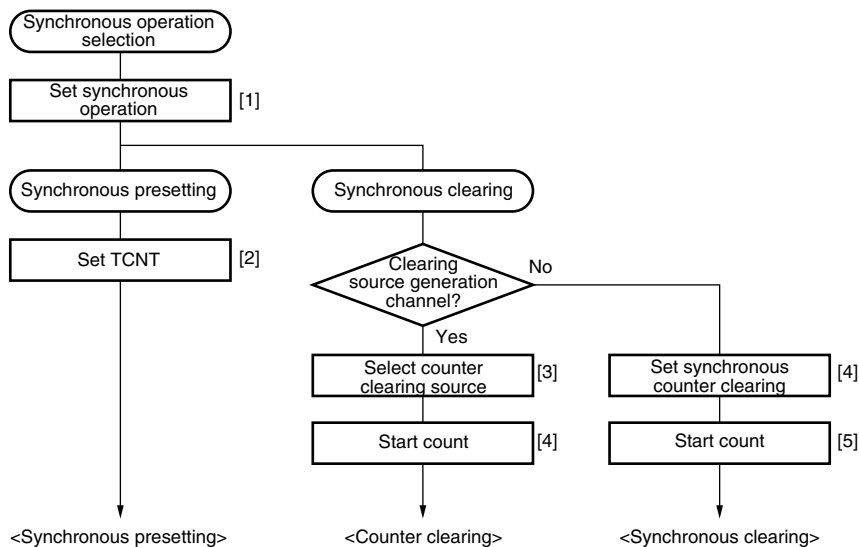 Synchronous operation
selection
Set synchronous
operation
[1]
Synchronous presetting
Synchronous clearing
Set TCNT
[2]
Clearing
source generation
channel?
No
Yes
Select counter
clearing source
[3]
Set synchronous
counter clearing
[4]
Start count
[4]
Start count
[5]
<Synchronous presetting>
<Counter clearing>
<Synchronous clearing>